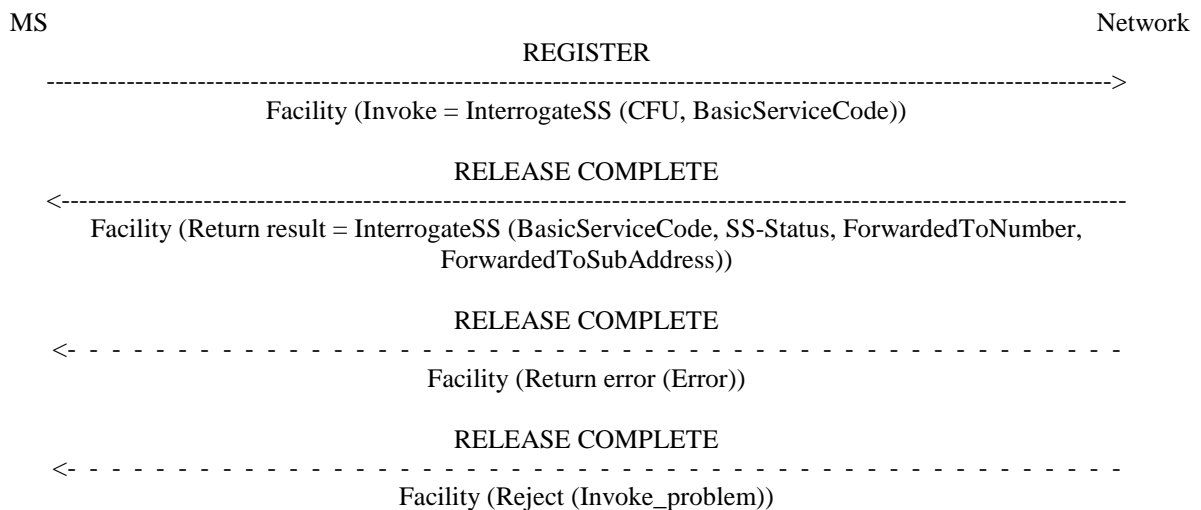 MS Network
REGISTER
Facility (Invoke = InterrogateSS (CFU, BasicServiceCode))
RELEASE COMPLETE
Facility (Return result = InterrogateSS (BasicServiceCode, SS-Status, ForwardedToNumber,
ForwardedToSubAddress))
RELEASE COMPLETE
Facility (Return error (Error))
RELEASE COMPLETE
Facility (Reject (Invoke_problem))